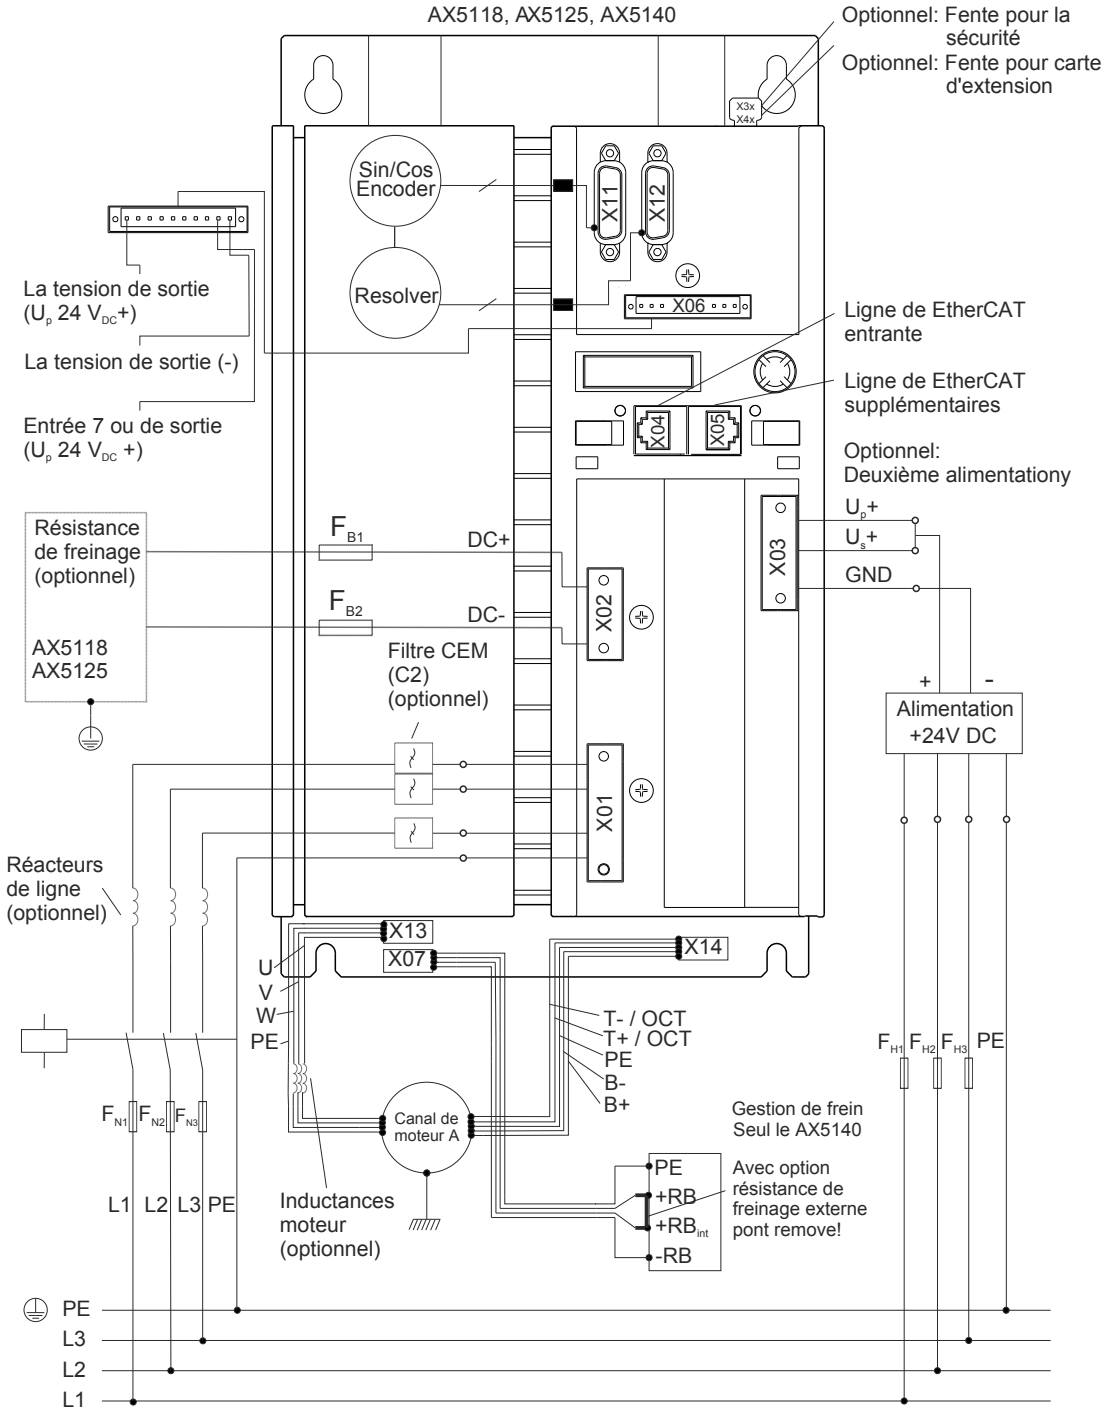 AX5118, AX5125, AX5140
Optionnel: Fente pour la
sécurité
Optionnel: Fente pour carte
d'extension
X3x
X4x
Sin/Cos
Encoder
X11
X12
Resolver
X06
La tension de sortie
(Up 24 VDC+)
La tension de sortie (-)
Entrée 7 ou de sortie
(Up 24 VDC +)
Ligne de EtherCAT
entrante
Ligne de EtherCAT
supplémentaires
X04
X05
Optionnel:
Deuxième alimentationy
Résistance
de freinage
(optionnel)
AX5118
AX5125
FB1
DC+
FB2
DC-
X02
X03
Up+
Us+
GND
Filtre CEM
(C2)
(optionnel)
+
-
Alimentation
+24V DC
X01
Réacteurs
de ligne
(optionnel)
X13
X07
X14
U
V
W
PE
T- / OCT
T+ / OCT
PE
B-
B+
FH1
FH2
FH3
PE
FN1
FN2
FN3
Canal de
moteur A
Gestion de frein
Seul le AX5140
L1
L2
L3
PE
Inductances
moteur
(optionnel)
PE
+RB
+RBint
-RB
Avec option
résistance de
freinage externe
pont remove!
PE
L3
L2
L1